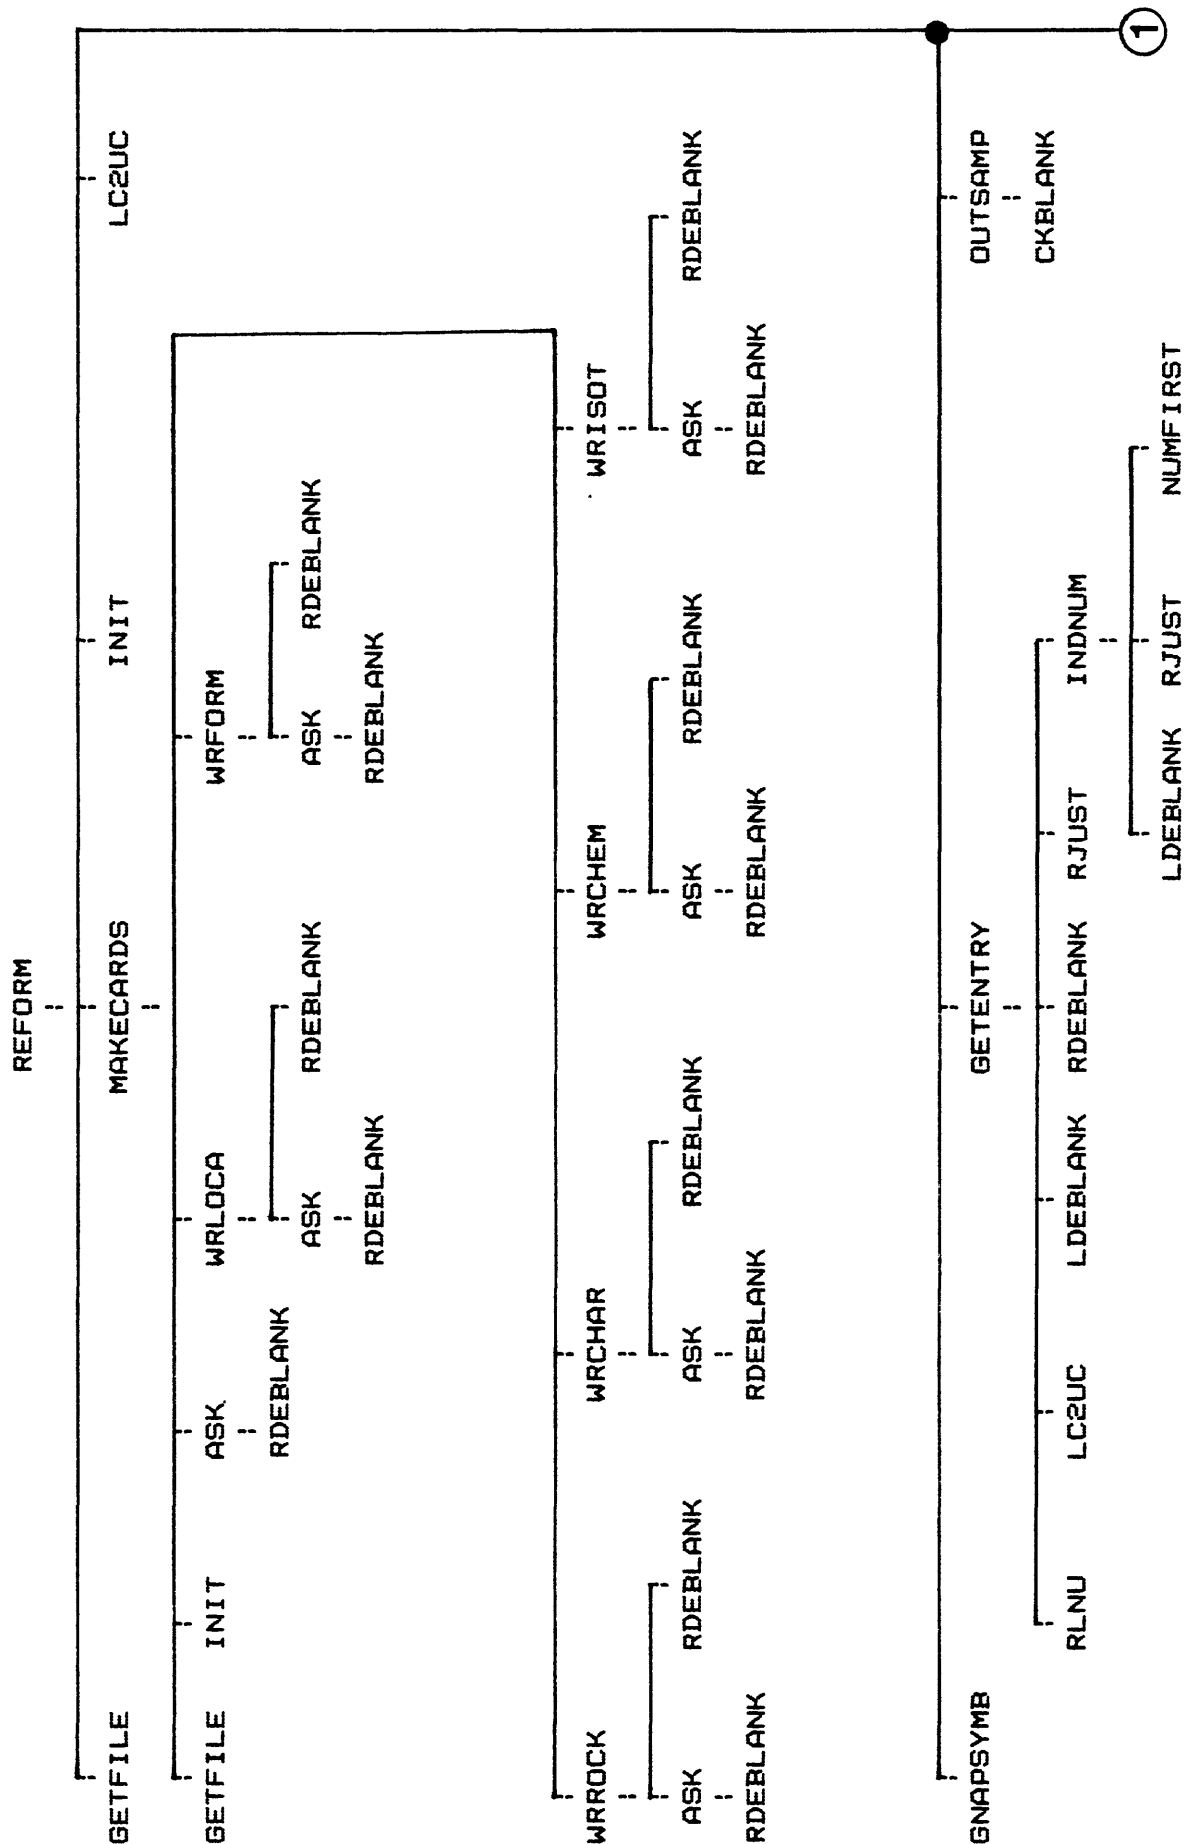 REFORM
GETFILE MAKECARDS INIT LC2UC
GETFILE INIT ASK WRLOCA WRFORM
RDEBLANK ASK RDEBLANK ASK RDEBLANK
RDEBLANK RDEBLANK
WRROCK WRCHAR WRCHEM WRISOT
ASK RDEBLANK ASK RDEBLANK ASK RDEBLANK ASK RDEBLANK
RDEBLANK RDEBLANK RDEBLANK RDEBLANK
GNAPSYMB GETENTRY OUTSAMP
CKBLANK
RLNU LC2UC LDEBLANK RDEBLANK RJUST INDNUM
1
LDEBLANK RJUST NUMFIRST